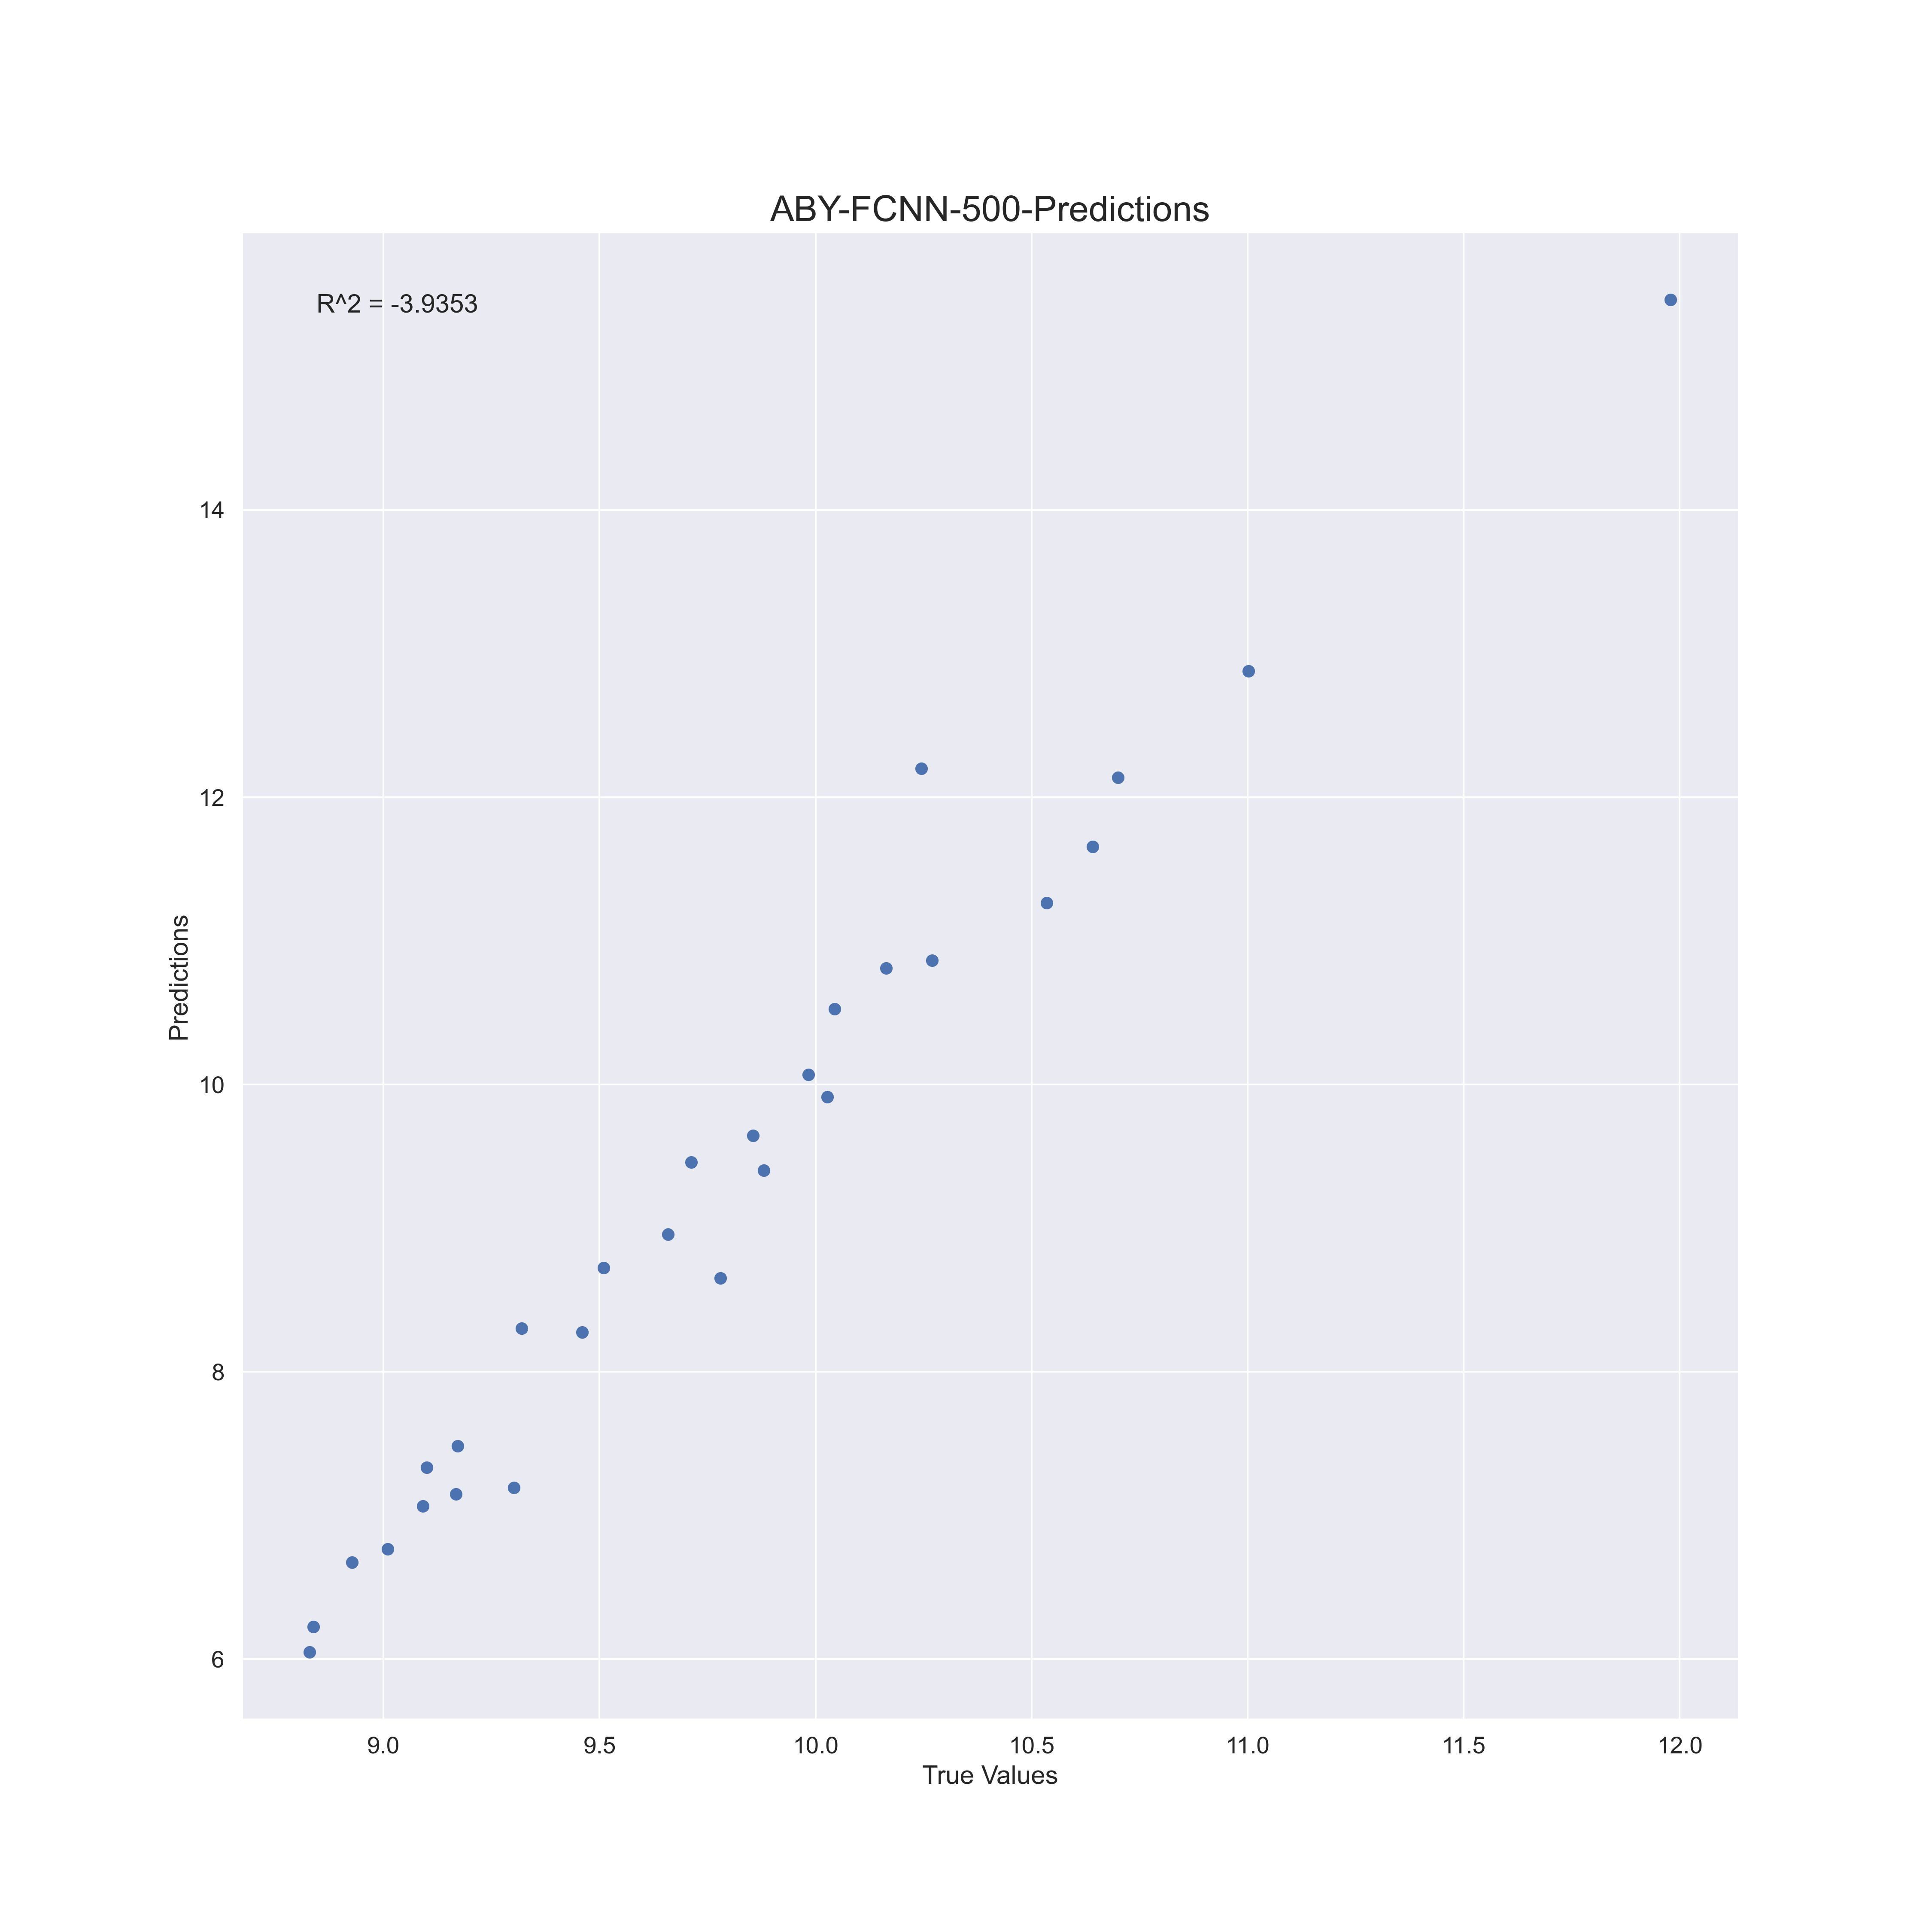 ABY-FCNN-500-Predictions
R^2 = -3.9353
14
12
10
8
6
Predictions
9.0 9.5 10.0 10.5 11.0 11.5 12.0
True Values